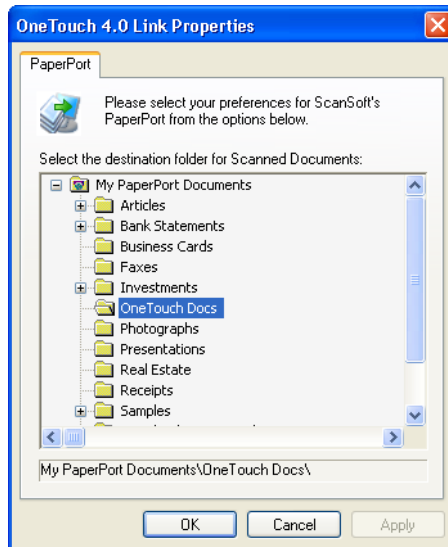 OneTouch 4.0 Link Properties
PaperPort
Please select your preferences for ScanSoft's
PaperPort from the options below.
Select the destination folder for Scanned Documents:
My PaperPort Documents
Articles
Bank Statements
Business Cards
Faxes
Investments
OneTouch Docs
Photographs
Presentations
Real Estate
Receipts
Samples
My PaperPort Documents\OneTouch Docs\
OK Cancel Apply